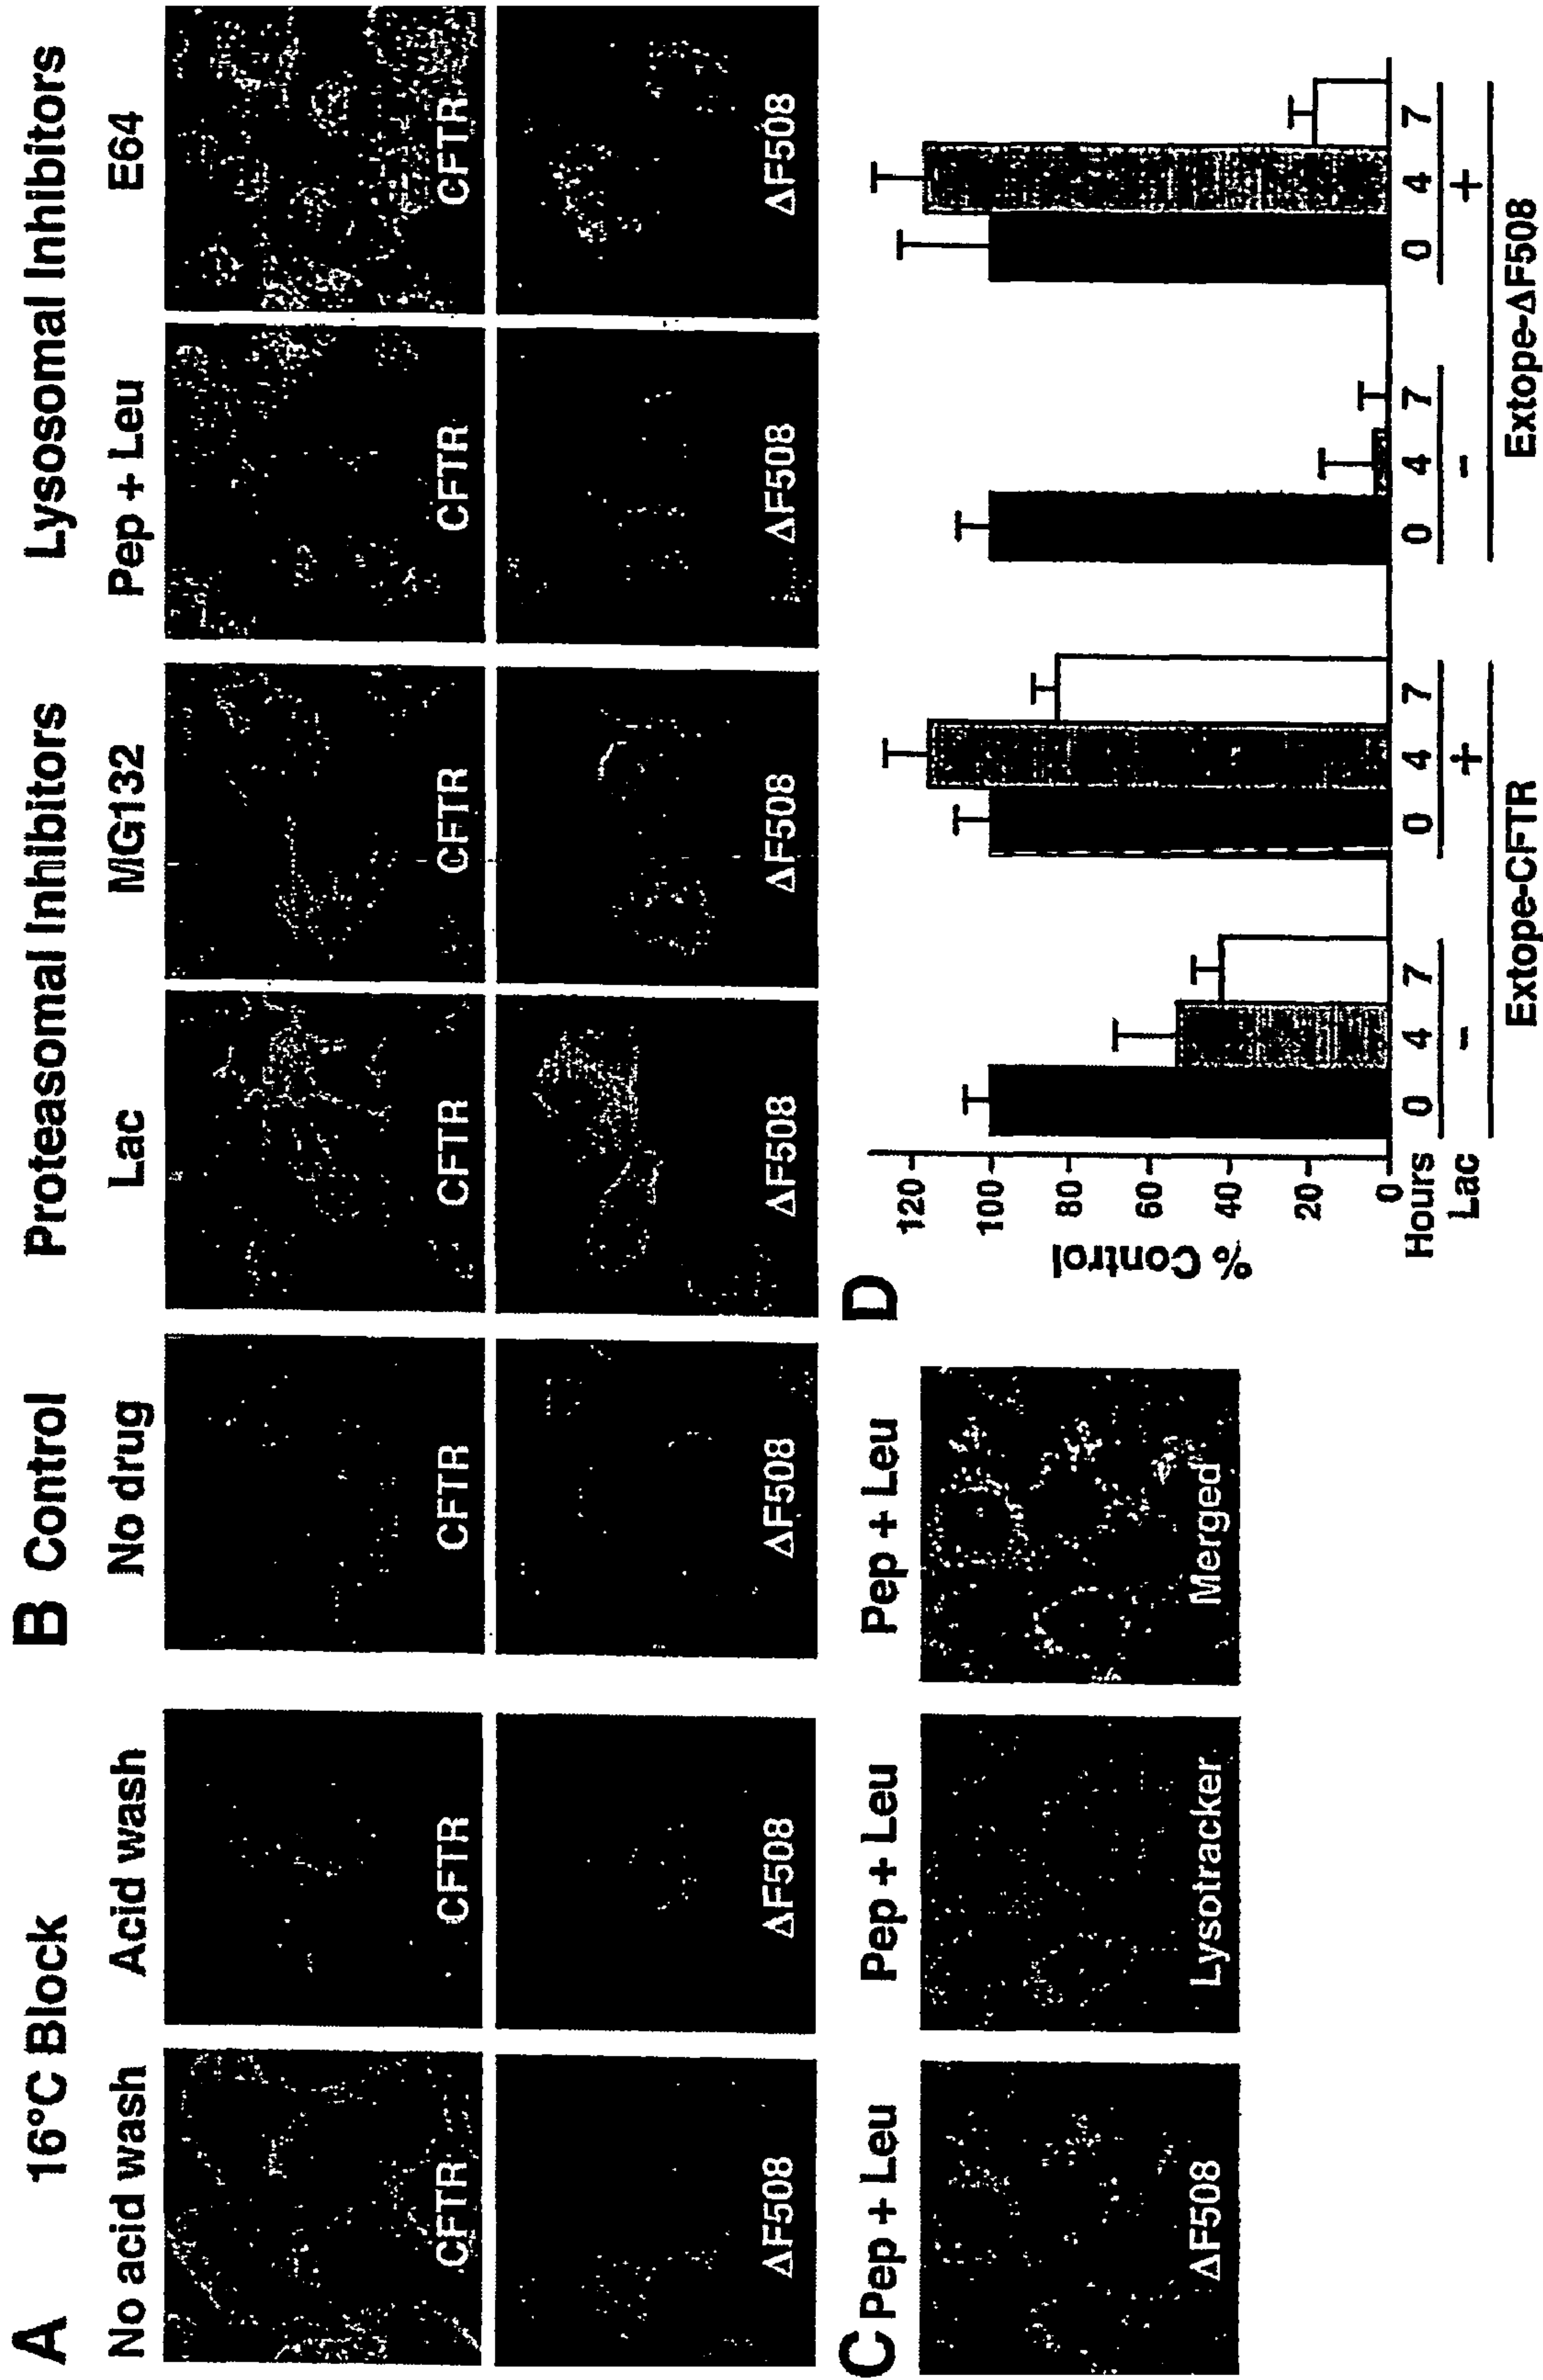 A 16°C Block
No acid wash Acid wash
CFTR CFTR
ΔF508 ΔF508
B Control Proteasomal Inhibitors Lysosomal Inhibitors
No drug Lac MG132 Pep + Leu E64
CFTR CFTR CFTR CFTR CFTR
ΔF508 ΔF508 ΔF508 ΔF508 ΔF508
C Pep + Leu Pep + Leu Pep + Leu
ΔF508 Lysotracker Merged
D
% Control
120
100
80
60
40
20
0
Hours 0 4 7 0 4 7 0 4 7 0 4 7
Lac - + - +
Extope-CFTR Extope-ΔF508